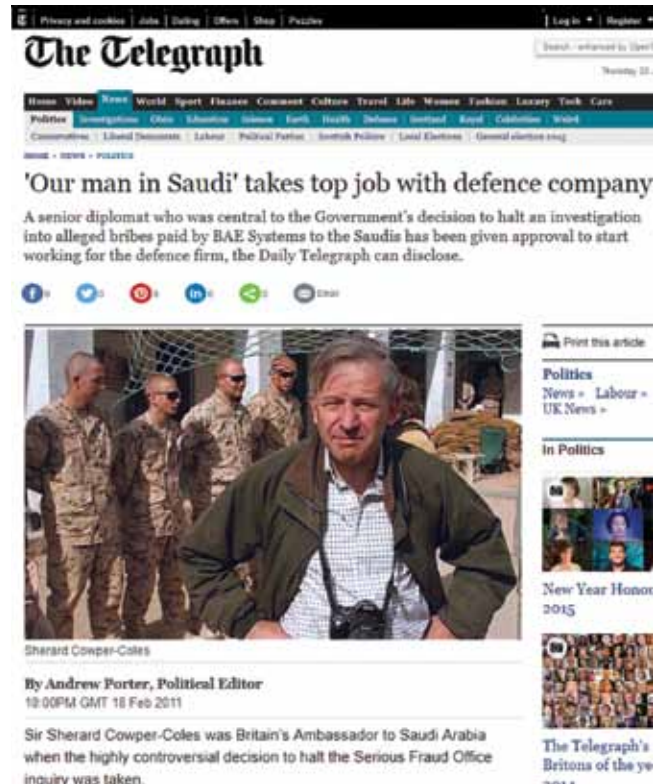 Privacy and cookies | Jobs | Dating | Offers | Shop | Puzzles
Log in | Register
The Telegraph
Home Video News World Sport Finance Comment Culture Travel Life Women Fashion Luxury Tech Cars
Politics Investigations Obits Education Science Earth Health Defence Scotland Royal Celebrities Weird
Conservatives Liberal Democrats Labour Political Parties Scottish Politics Local Elections General election 2015
HOME » NEWS » POLITICS
'Our man in Saudi' takes top job with defence company
A senior diplomat who was central to the Government's decision to halt an investigation
into alleged bribes paid by BAE Systems to the Saudis has been given approval to start
working for the defence firm, the Daily Telegraph can disclose.
Email
Sherard Cowper-Coles
By Andrew Porter, Political Editor
10:00PM GMT 18 Feb 2011
Sir Sherard Cowper-Coles was Britain's Ambassador to Saudi Arabia
when the highly controversial decision to halt the Serious Fraud Office
inquiry was taken.
Print this article
Politics
News » Labour »
UK News »
In Politics
New Year Honou
2015
The Telegraph's
Britons of the ye
2014